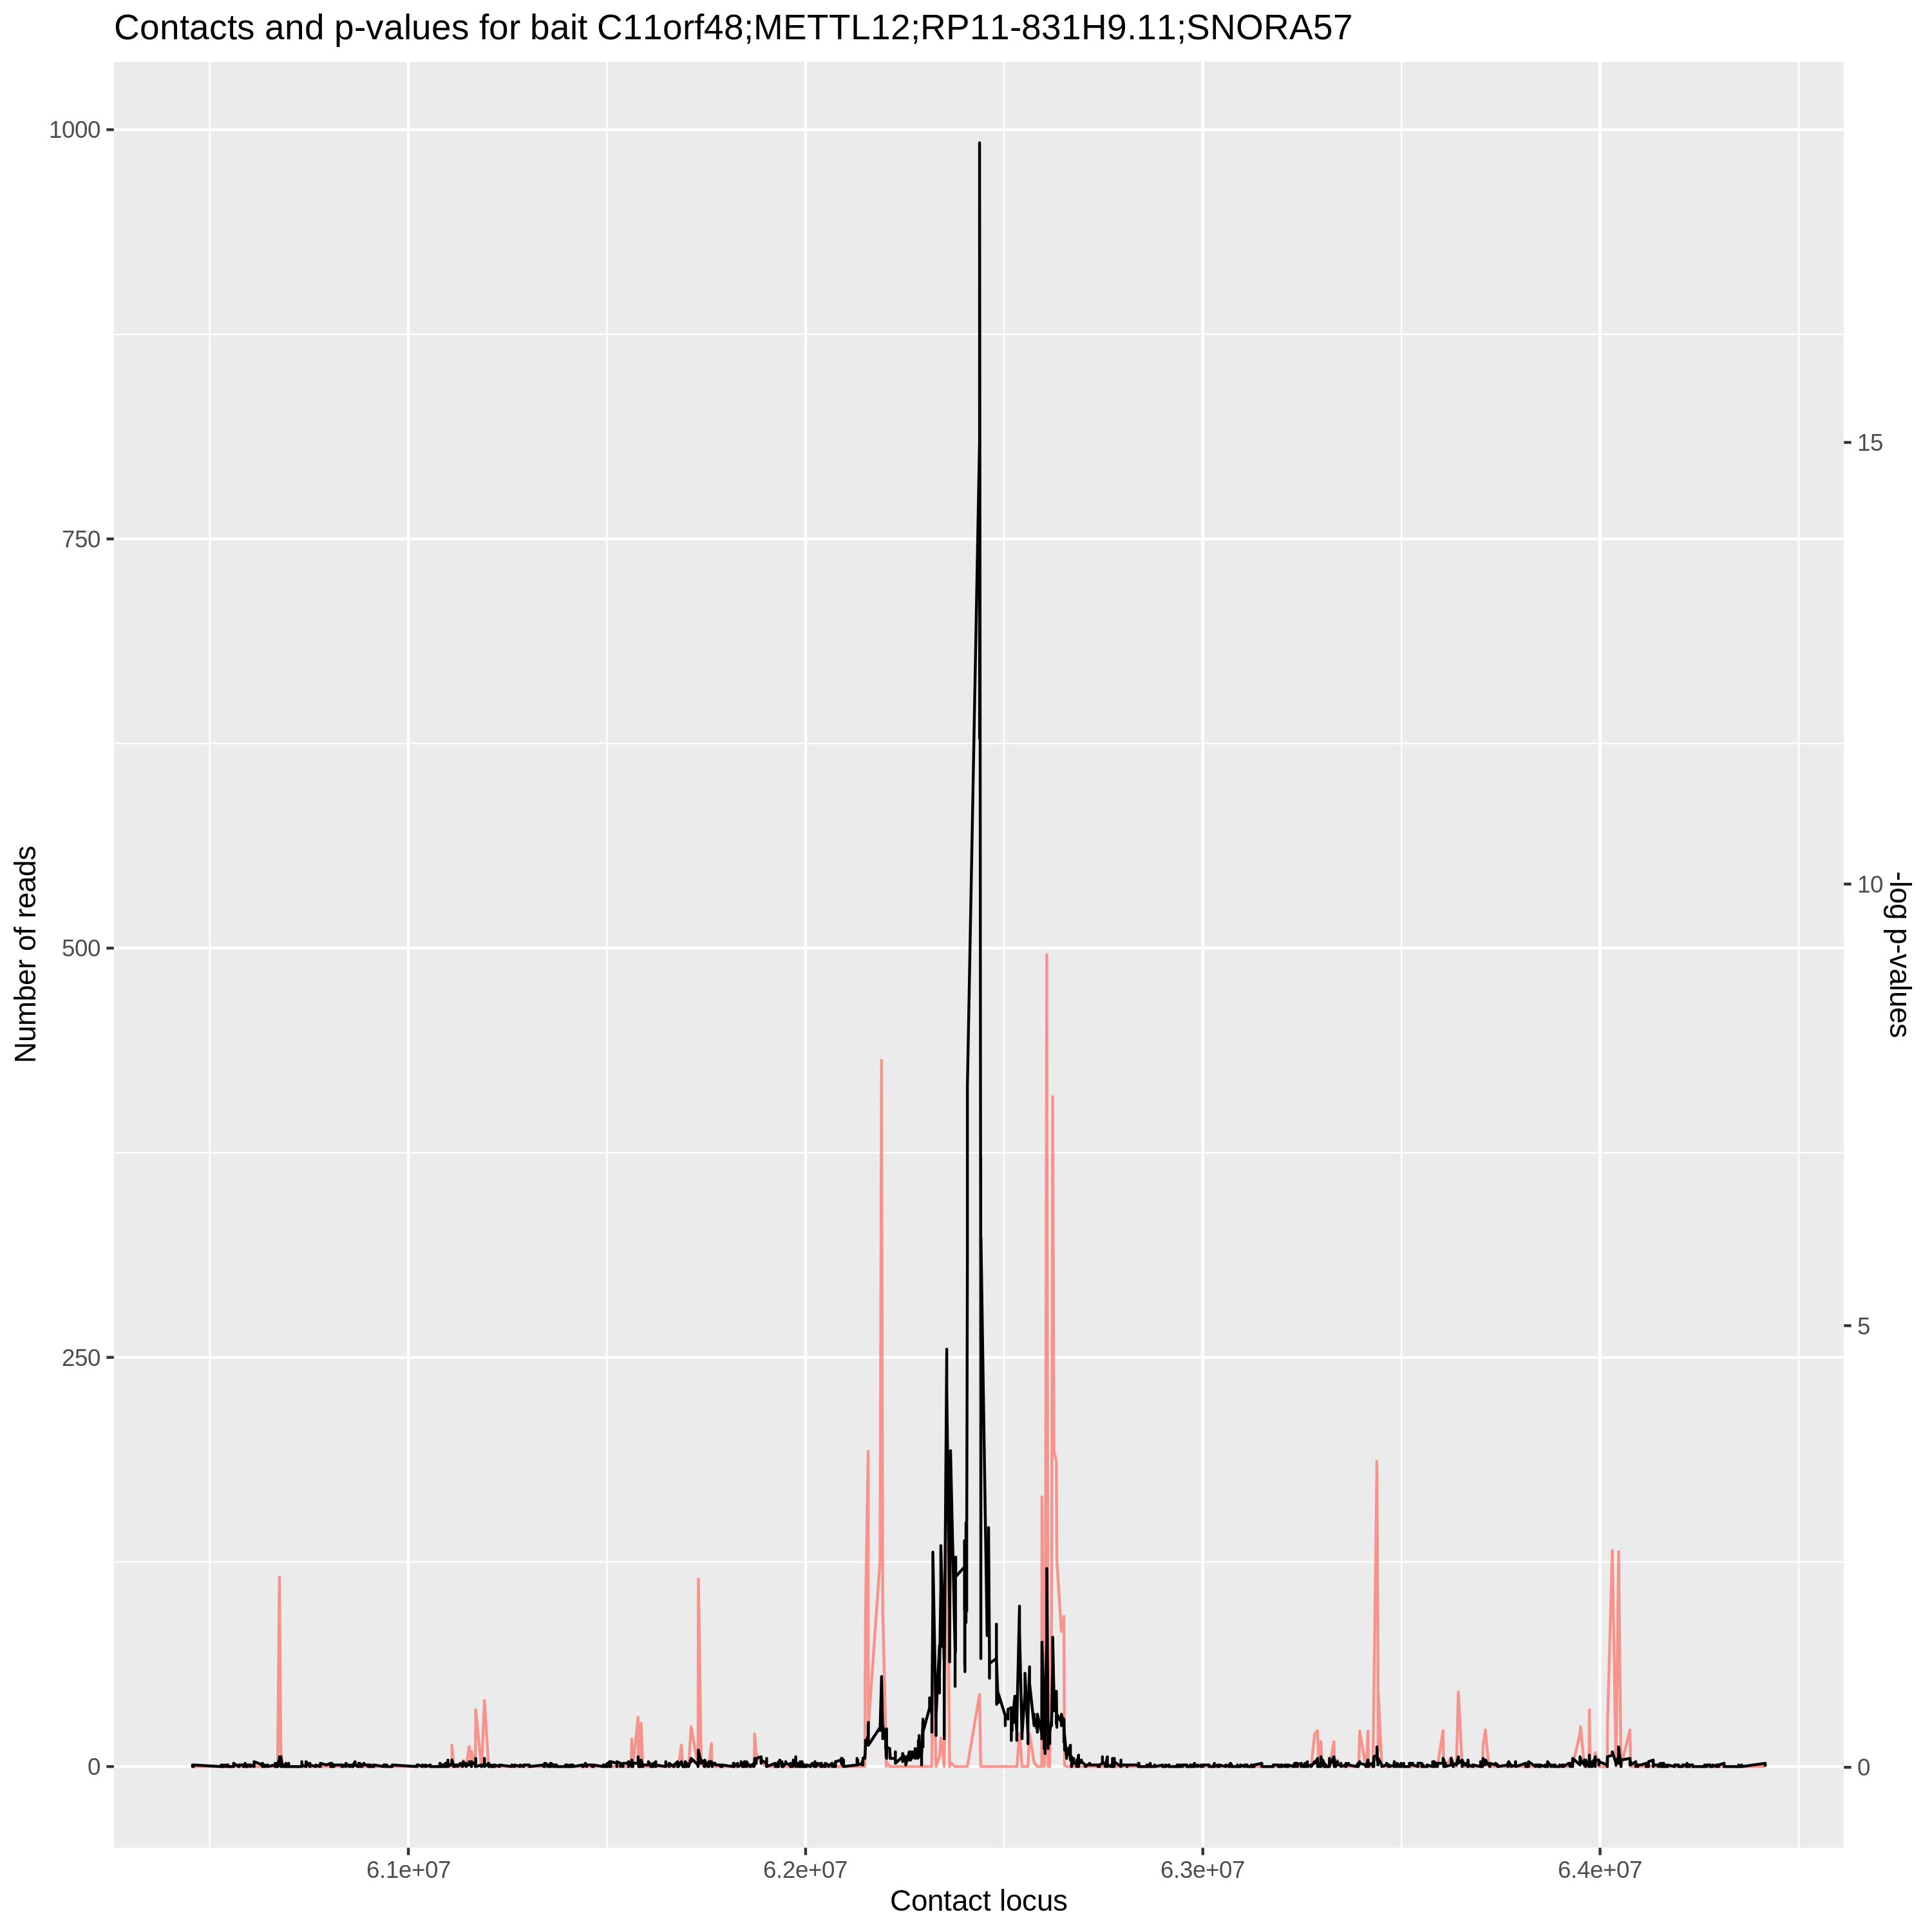 Contacts and p-values for bait C11orf48;METTL12;RP11-831H9.11;SNORA57
1000
750
500
250
0
Number of reads
15
10
5
0
-log p-values
6.1e+07
6.2e+07
6.3e+07
6.4e+07
Contact locus